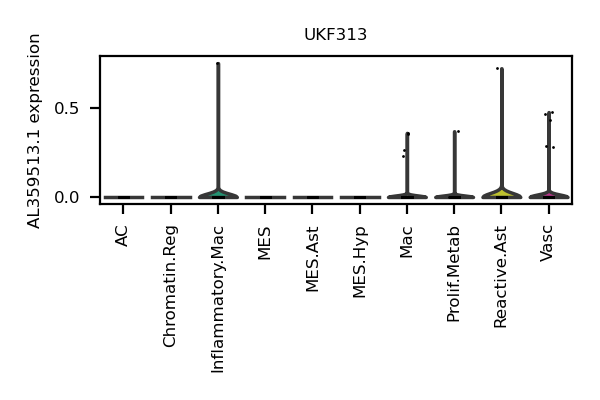 UKF313
AL359513.1 expression
0.5
0.0
AC
Chromatin.Reg
Inflammatory.Mac
MES
MES.Ast
MES.Hyp
Mac
Prolif.Metab
Reactive.Ast
Vasc